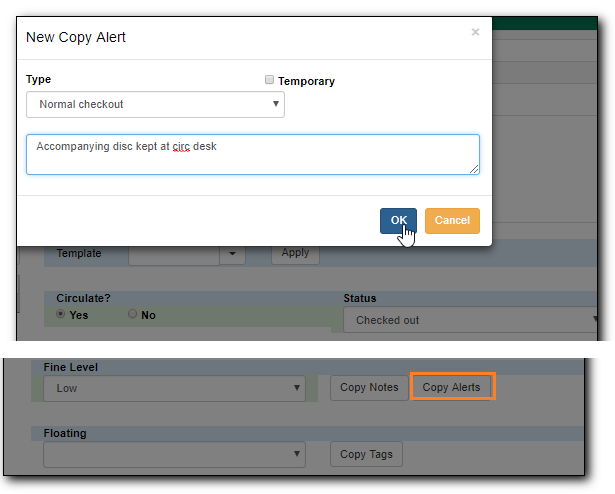 New Copy Alert ×
Type
Temporary
Normal checkout
Accompanying disc kept at circ desk
OK Cancel
Template Apply
Circulate? Status
Yes No
Checked out
Fine Level
Low Copy Notes Copy Alerts
Floating
Copy Tags